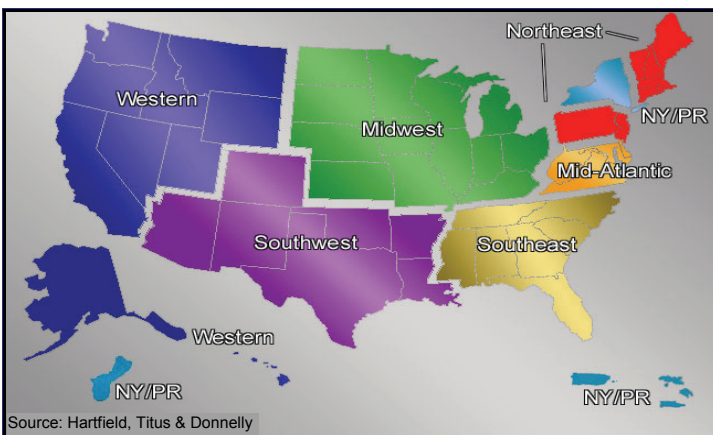 Northeast
Western
NY/PR
Midwest
Mid-Atlantic
Southwest
Southeast
Western
NY/PR
NY/PR
Source: Hartfield, Titus & Donnelly